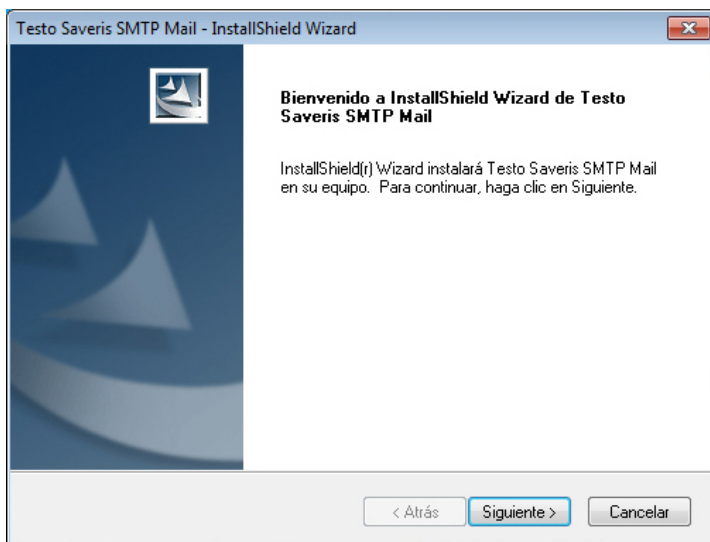 Testo Saveris SMTP Mail - InstallShield Wizard
Bienvenido a InstallShield Wizard de Testo
Saveris SMTP Mail
InstallShield(r) Wizard instalará Testo Saveris SMTP Mail
en su equipo.  Para continuar, haga clic en Siguiente.
< Atrás
Siguiente >
Cancelar